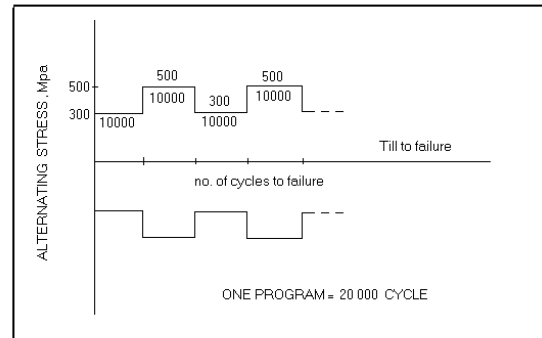 ALTERNATING STRESS ,Mpa
500
300
10000
500
10000
300
10000
500
10000
Till to failure
no. of cycles to failure
ONE PROGRAM = 20 000 CYCLE